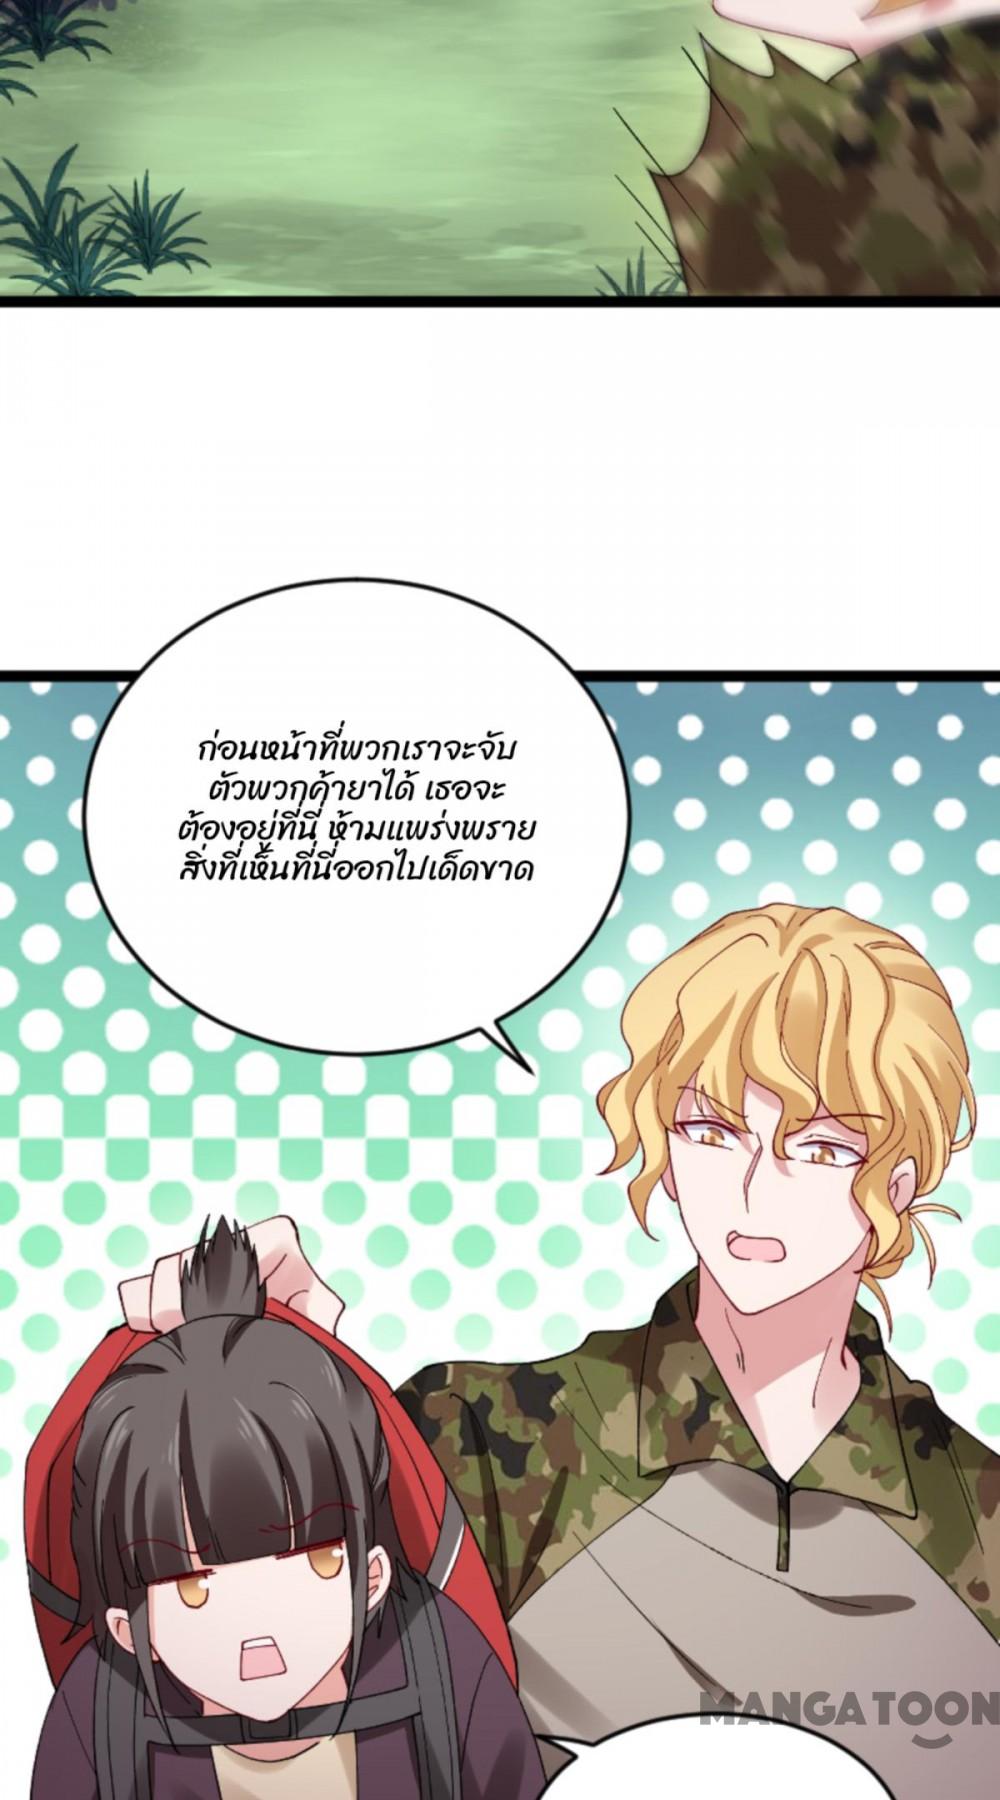 ก่อนหน้าที่พวกเราจะจับ
ตัวพวกค้ายาได้ เธอจะ
ต้องอยู่ที่นี่ ห้ามแพร่งพราย
สิ่งที่เห็นที่นี่ออกไปเด็ดขาด
MANGATOON